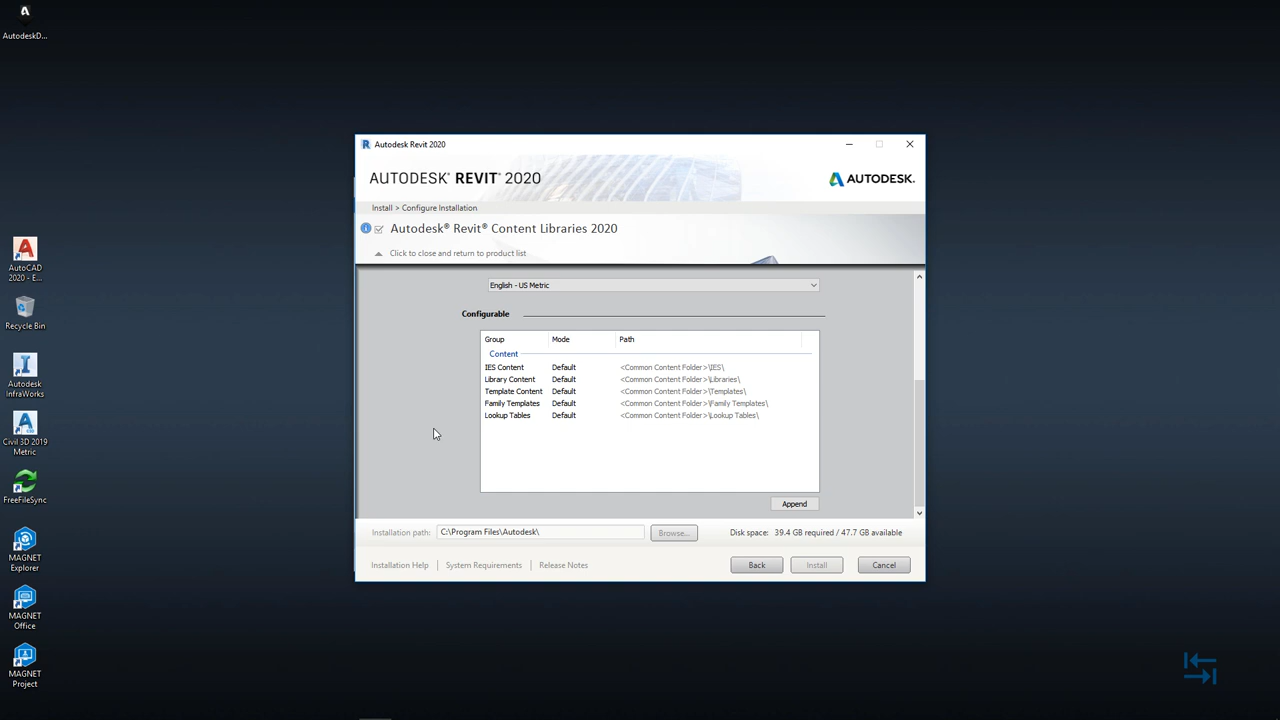 AutodeskD...
AutoCAD
2020 - E...
Recycle Bin
Autodesk
InfraWorks
Civil 3D 2019
Metric
FreeFileSync
MAGNET
Explorer
MAGNET
Office
MAGNET
Project
Autodesk Revit 2020
AUTODESK® REVIT® 2020
AUTODESK.
Install > Configure Installation
Autodesk® Revit® Content Libraries 2020
Click to close and return to product list
English - US Metric
Configurable
Group Mode Path
Content
IES Content Default <Common Content Folder>\IES\
Library Content Default <Common Content Folder>\Libraries\
Template Content Default <Common Content Folder>\Templates\
Family Templates Default <Common Content Folder>\Family Templates\
Lookup Tables Default <Common Content Folder>\Lookup Tables\
Append
Installation path: C:\Program Files\Autodesk\ Browse... Disk space: 39.4 GB required / 47.7 GB available
Installation Help System Requirements Release Notes Back Install Cancel